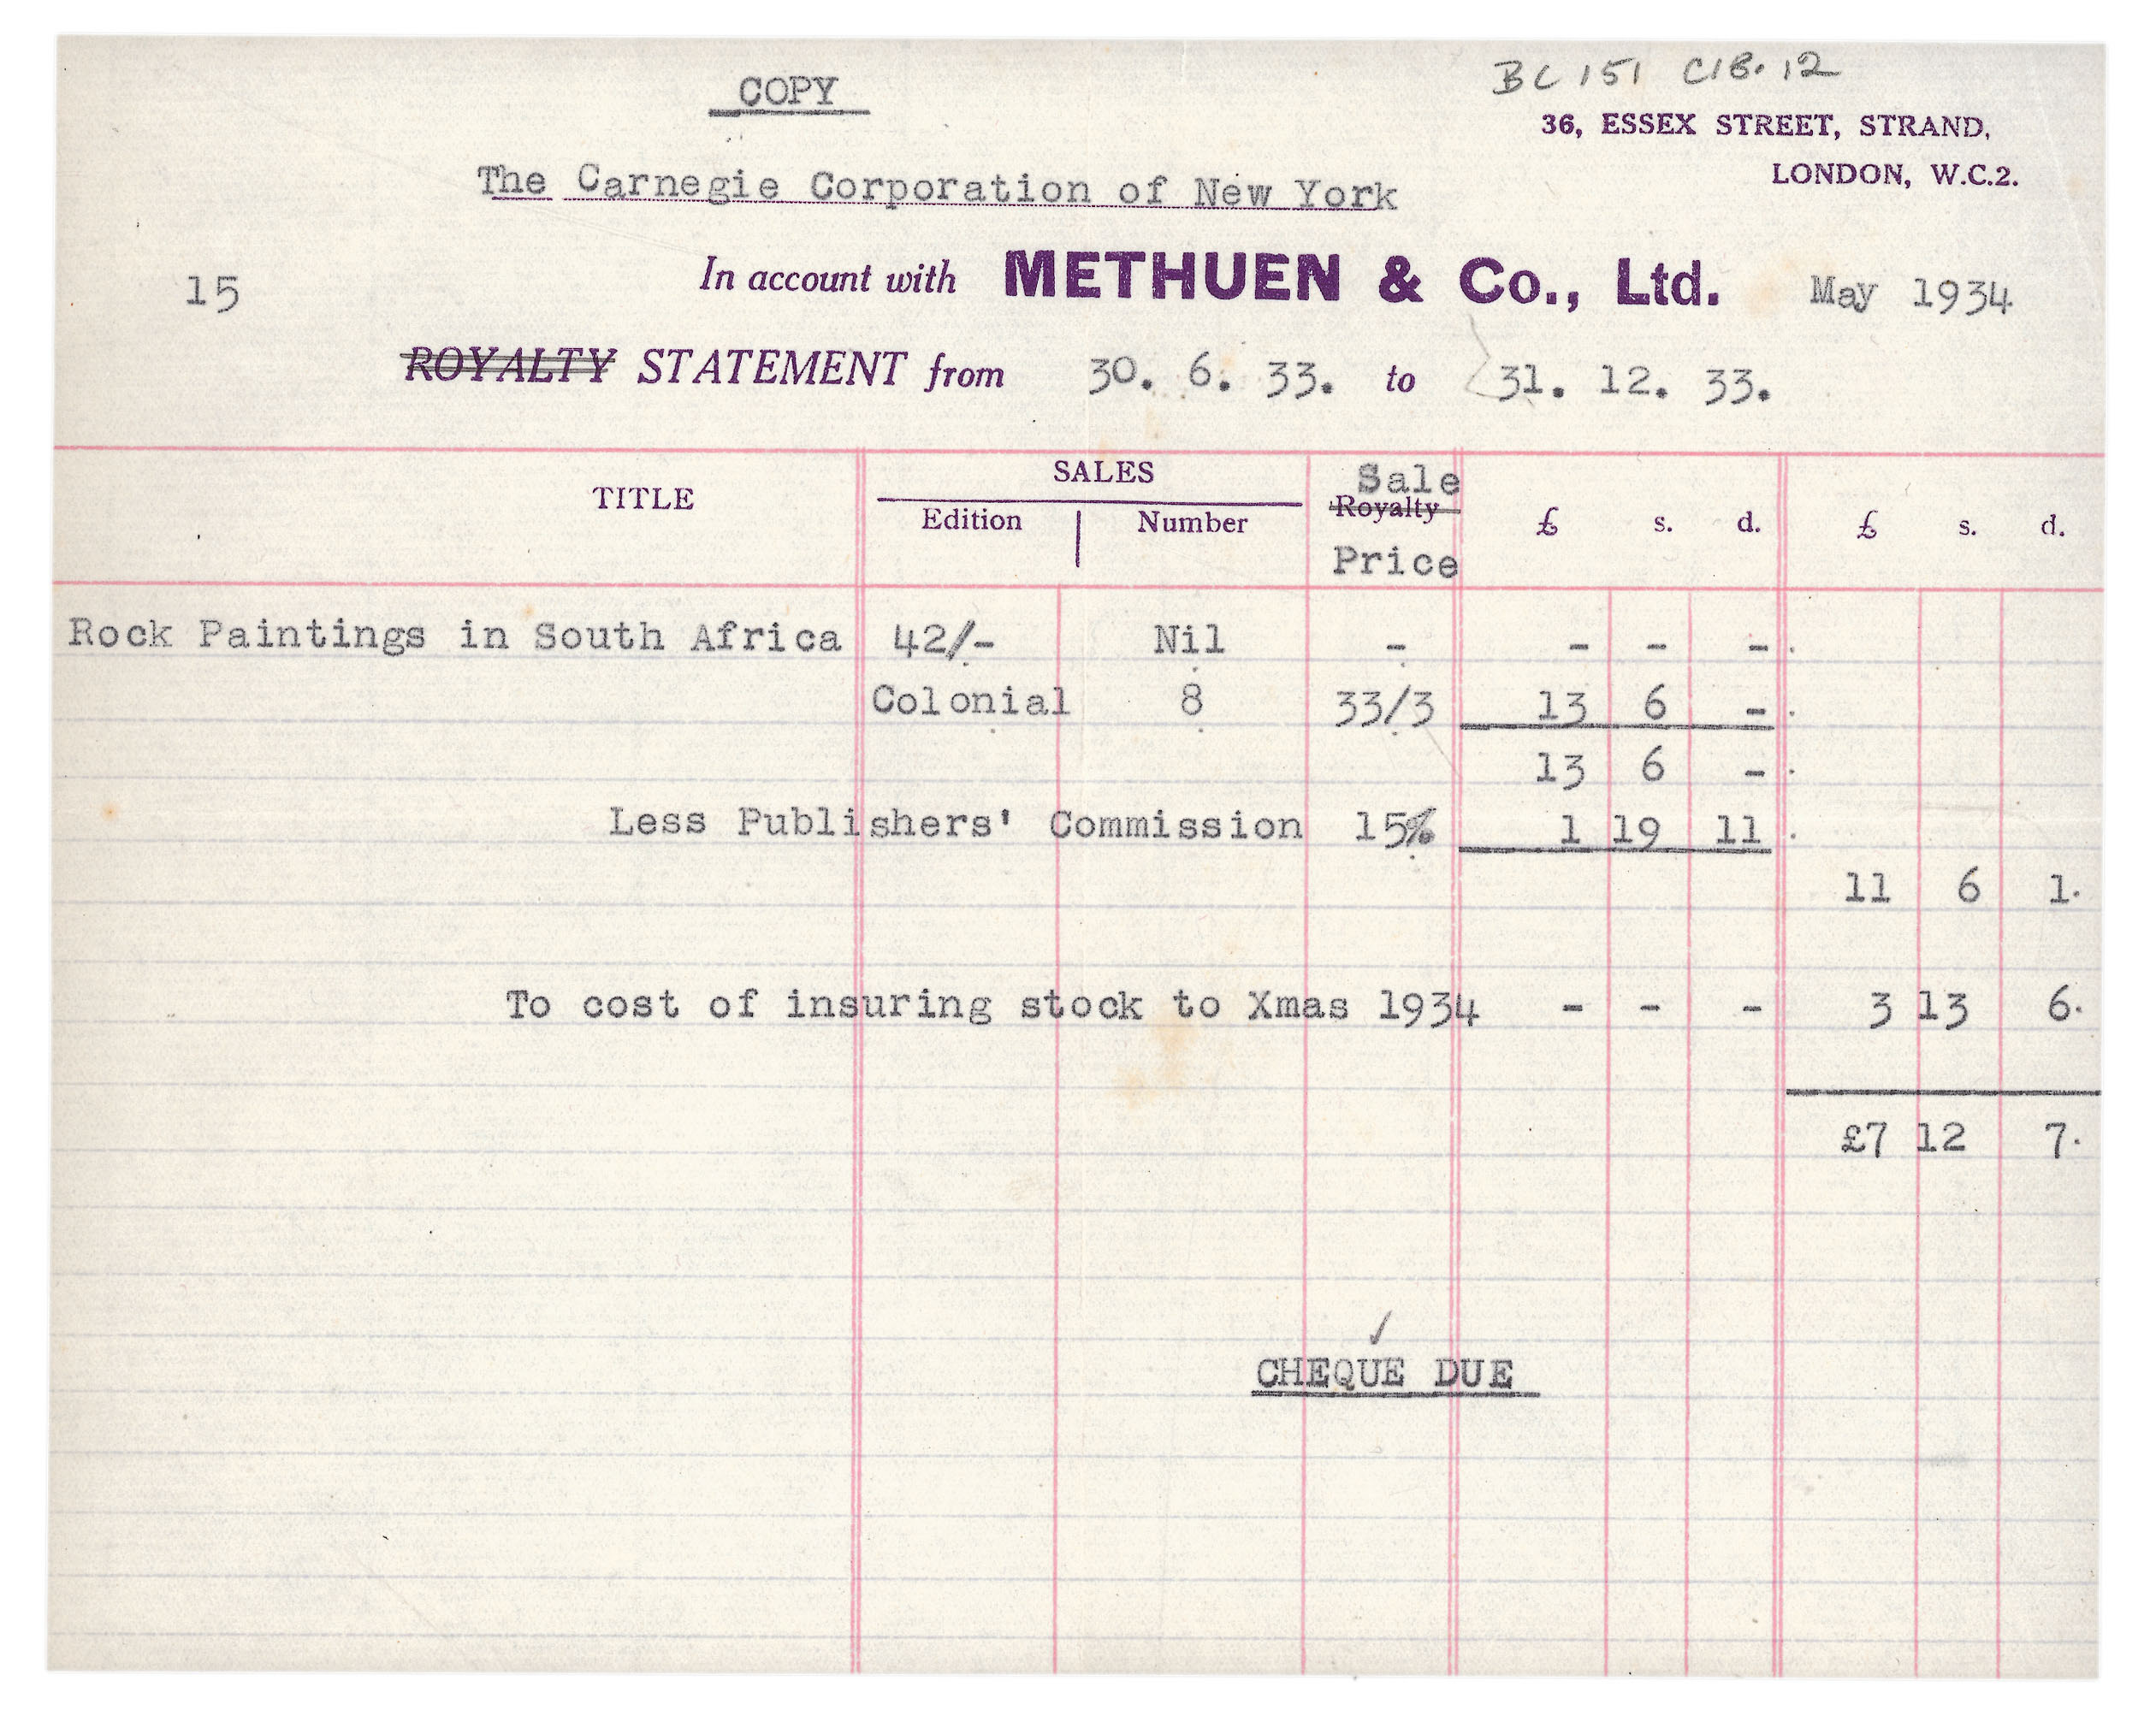 BC 151 C18.12
COPY
36, ESSEX STREET, STRAND,
LONDON, W.C.2.
The Carnegie Corporation of New York
15 In account with METHUEN & Co., Ltd. May 1934
ROYALTY STATEMENT from 30. 6. 33. to 31. 12. 33.
TITLE SALES Edition Number Sale Royalty Price £ s. d. £ s. d.
Rock Paintings in South Africa 42/- Nil - - - -
Colonial 8 33/3 13 6 -
13 6 -
Less Publishers' Commission 15% 1 19 11
11 6 1.
To cost of insuring stock to Xmas 1934 - - - 3 13 6.
£7 12 7.
CHEQUE DUE